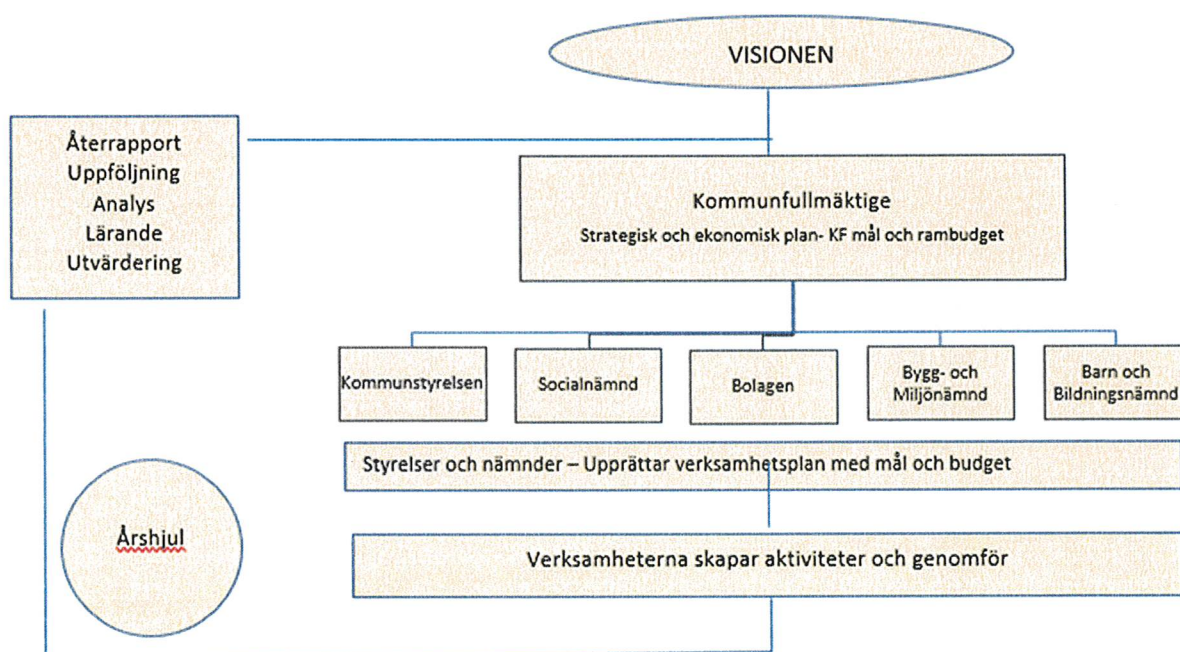 VISIONEN
Återrapport
Uppföljning
Analys
Lärande
Utvärdering
Kommunfullmäktige
Strategisk och ekonomisk plan- KF mål och rambudget
Kommunstyrelsen
Socialnämnd
Bolagen
Bygg- och
Miljönämnd
Barn och
Bildningsnämnd
Styrelser och nämnder – Upprättar verksamhetsplan med mål och budget
Årshjul
Verksamheterna skapar aktiviteter och genomför